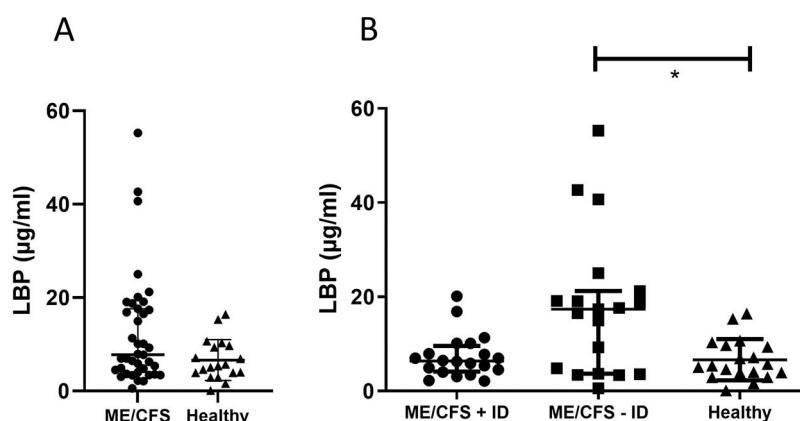 A
B
*
60
40
20
0
LBP (µg/ml)
ME/CFS Healthy
60
40
20
0
LBP (µg/ml)
ME/CFS + ID ME/CFS - ID Healthy